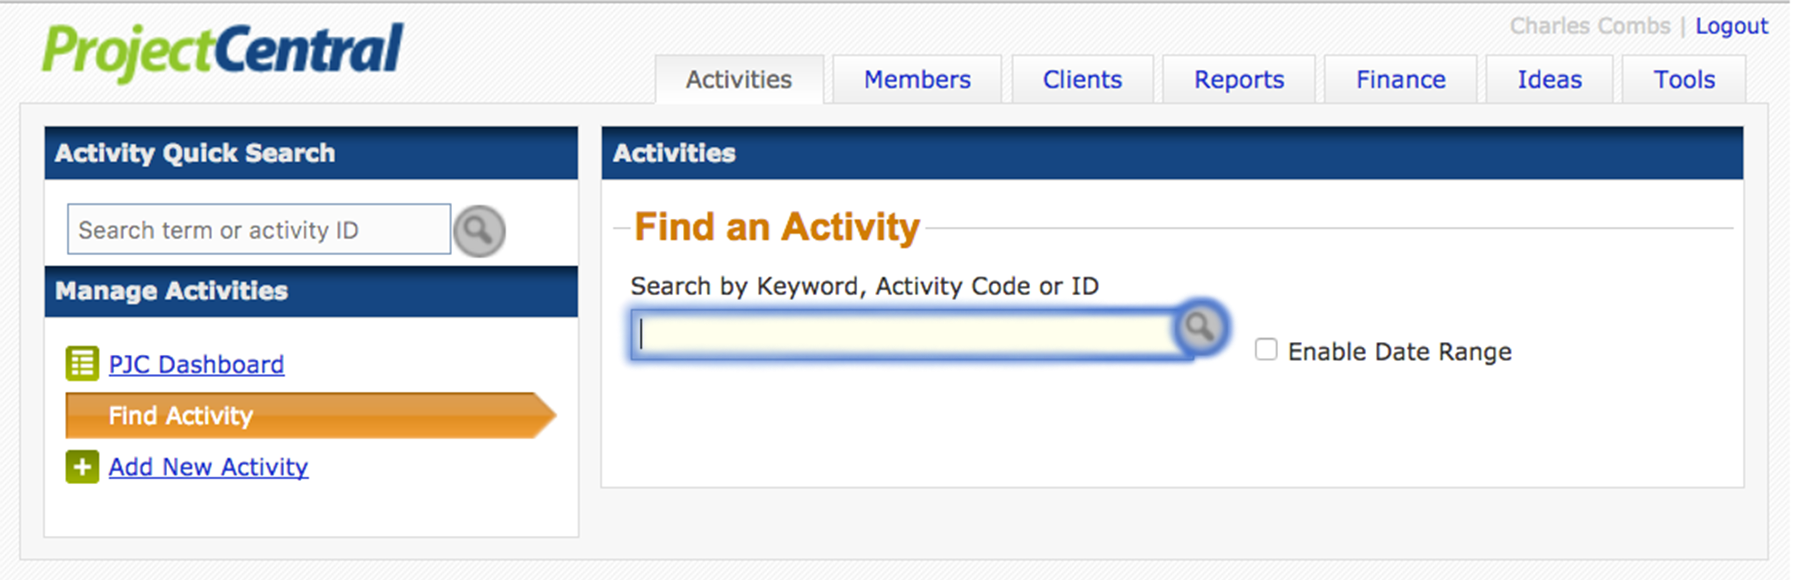 ProjectCentral
Charles Combs | Logout
Activities
Members
Clients
Reports
Finance
Ideas
Tools
Activity Quick Search
Search term or activity ID
Manage Activities
PJC Dashboard
Find Activity
Add New Activity
Activities
Find an Activity
Search by Keyword, Activity Code or ID
Enable Date Range